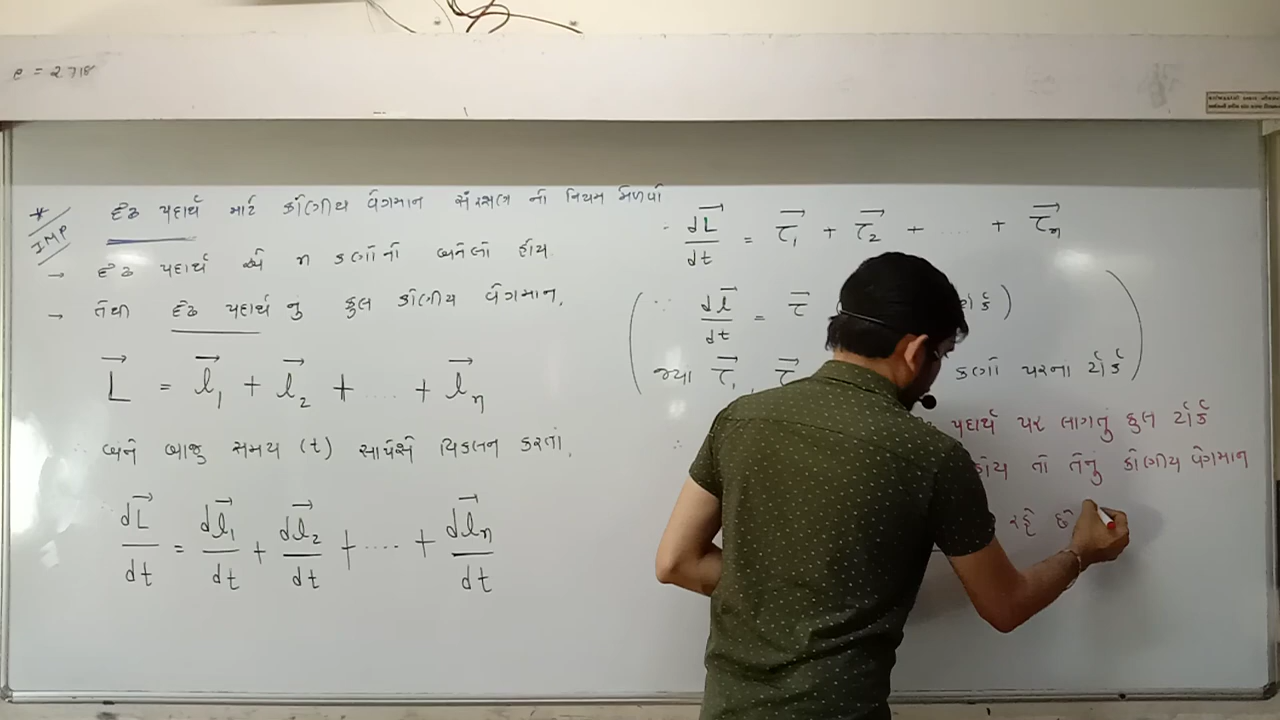 e = 2.718
*
IMP
દૃઢ પદાર્થ માટે કોણીય વેગમાન સંરક્ષણ નો નિયમ મેળવો
→ દૃઢ પદાર્થ એ n કણોનો બનેલો હોય
→ તેથી દૃઢ પદાર્થ નું કુલ કોણીય વેગમાન,
L⃗ = l⃗₁ + l⃗₂ + .... + l⃗ₙ
∴ બંને બાજુ સમય (t) સાપેક્ષે વિકલન કરતાં,
dL⃗/dt = dl⃗₁/dt + dl⃗₂/dt + .... + dl⃗ₙ/dt
∴ dL⃗/dt = τ⃗₁ + τ⃗₂ + .... + τ⃗ₙ
( ∵ dl⃗/dt = τ⃗ )
જ્યા τ⃗₁, τ⃗ કણો પરના ટોર્ક )
∴ પદાર્થ પર લાગતું કુલ ટોર્ક
હોય તો તેનું કોણીય વેગમાન
રહે છે